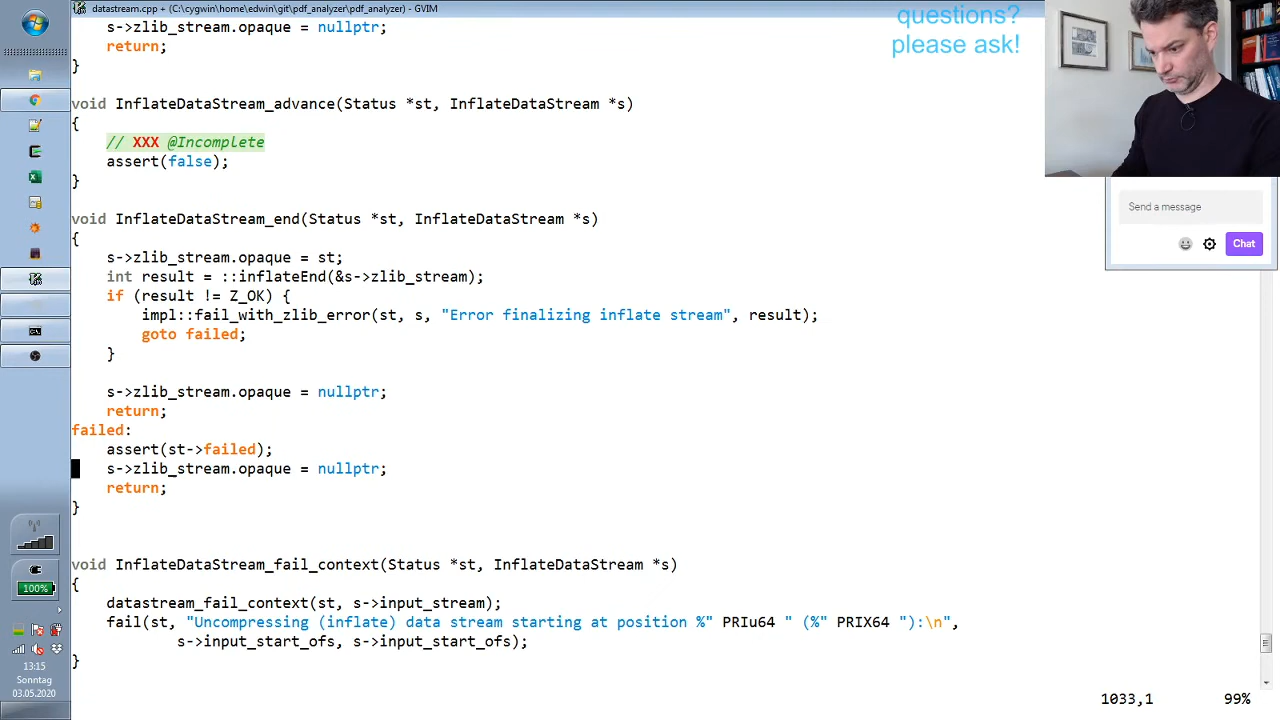 datastream.cpp + (C:\cygwin\home\edwin\git\pdf_analyzer\pdf_analyzer) - GVIM
questions?
please ask!
s->zlib_stream.opaque = nullptr;
return;
}
void InflateDataStream_advance(Status *st, InflateDataStream *s)
{
// XXX @Incomplete
assert(false);
}
void InflateDataStream_end(Status *st, InflateDataStream *s)
{
s->zlib_stream.opaque = st;
int result = ::inflateEnd(&s->zlib_stream);
if (result != Z_OK) {
impl::fail_with_zlib_error(st, s, "Error finalizing inflate stream", result);
goto failed;
}
s->zlib_stream.opaque = nullptr;
return;
failed:
assert(st->failed);
s->zlib_stream.opaque = nullptr;
return;
}
void InflateDataStream_fail_context(Status *st, InflateDataStream *s)
{
datastream_fail_context(st, s->input_stream);
fail(st, "Uncompressing (inflate) data stream starting at position %" PRIu64 " (%" PRIX64 "):\n",
s->input_start_ofs, s->input_start_ofs);
}
1033,1 99%
Send a message
Chat
100%
13:15
Sonntag
03.05.2020